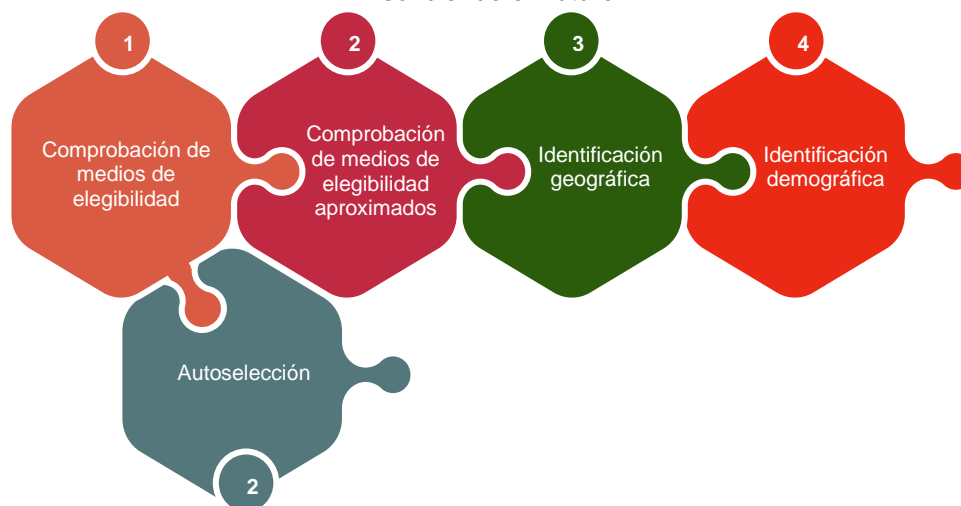 1
Comprobación de
medios de
elegibilidad
2
Comprobación
de medios de
elegibilidad
aproximados
3
Identificación
geográfica
4
Identificación
demográfica
Autoselección
2